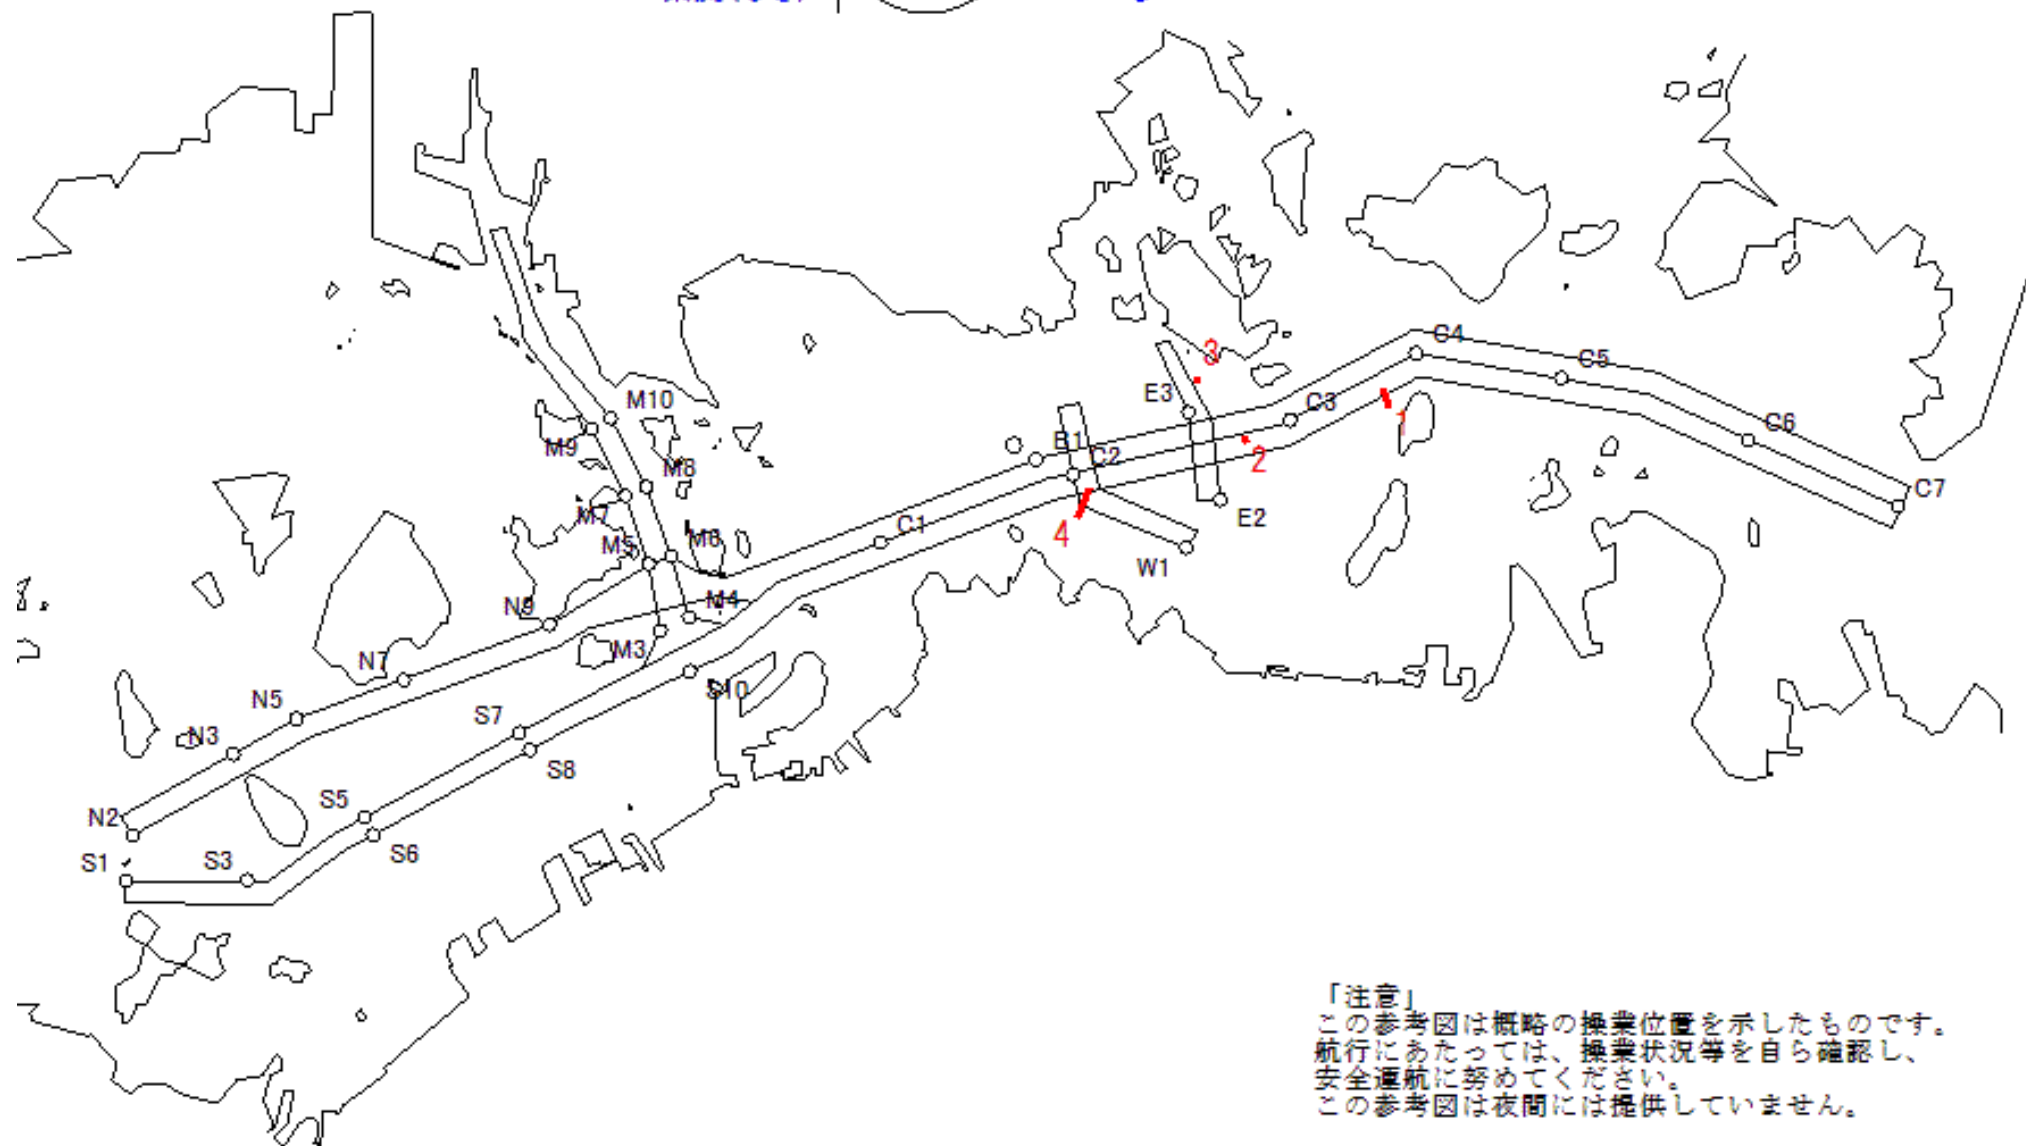 C4
3
C5
E3
C3
M10
1
C6
M9
B1
2
C2
M8
C7
M7
E2
C1
4
M5
M6
W1
N9
M4
M3
N7
S10
N5
S7
N3
S8
S5
N2
S6
S1
S3
「注意」
この参考図は概略の操業位置を示したものです。
航行にあたっては、操業状況等を自ら確認し、
安全運航に努めてください。
この参考図は夜間には提供していません。